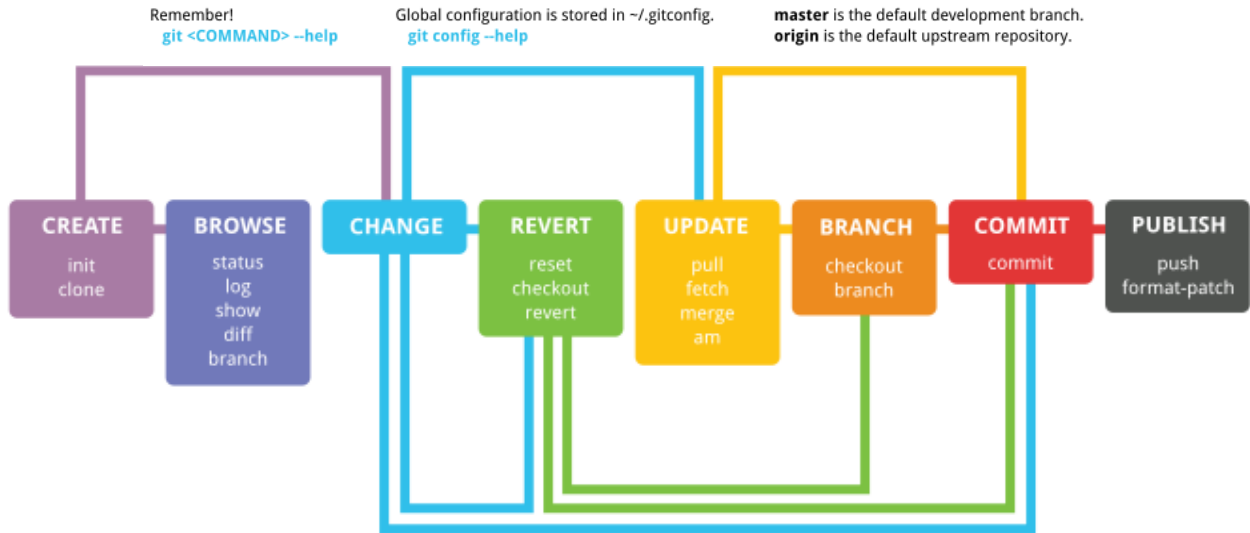 Remember!
git <COMMAND> --help
Global configuration is stored in ~/.gitconfig.
git config --help
master is the default development branch.
origin is the default upstream repository.
CREATE
init
clone
BROWSE
status
log
show
diff
branch
CHANGE
REVERT
reset
checkout
revert
UPDATE
pull
fetch
merge
am
BRANCH
checkout
branch
COMMIT
commit
PUBLISH
push
format-patch